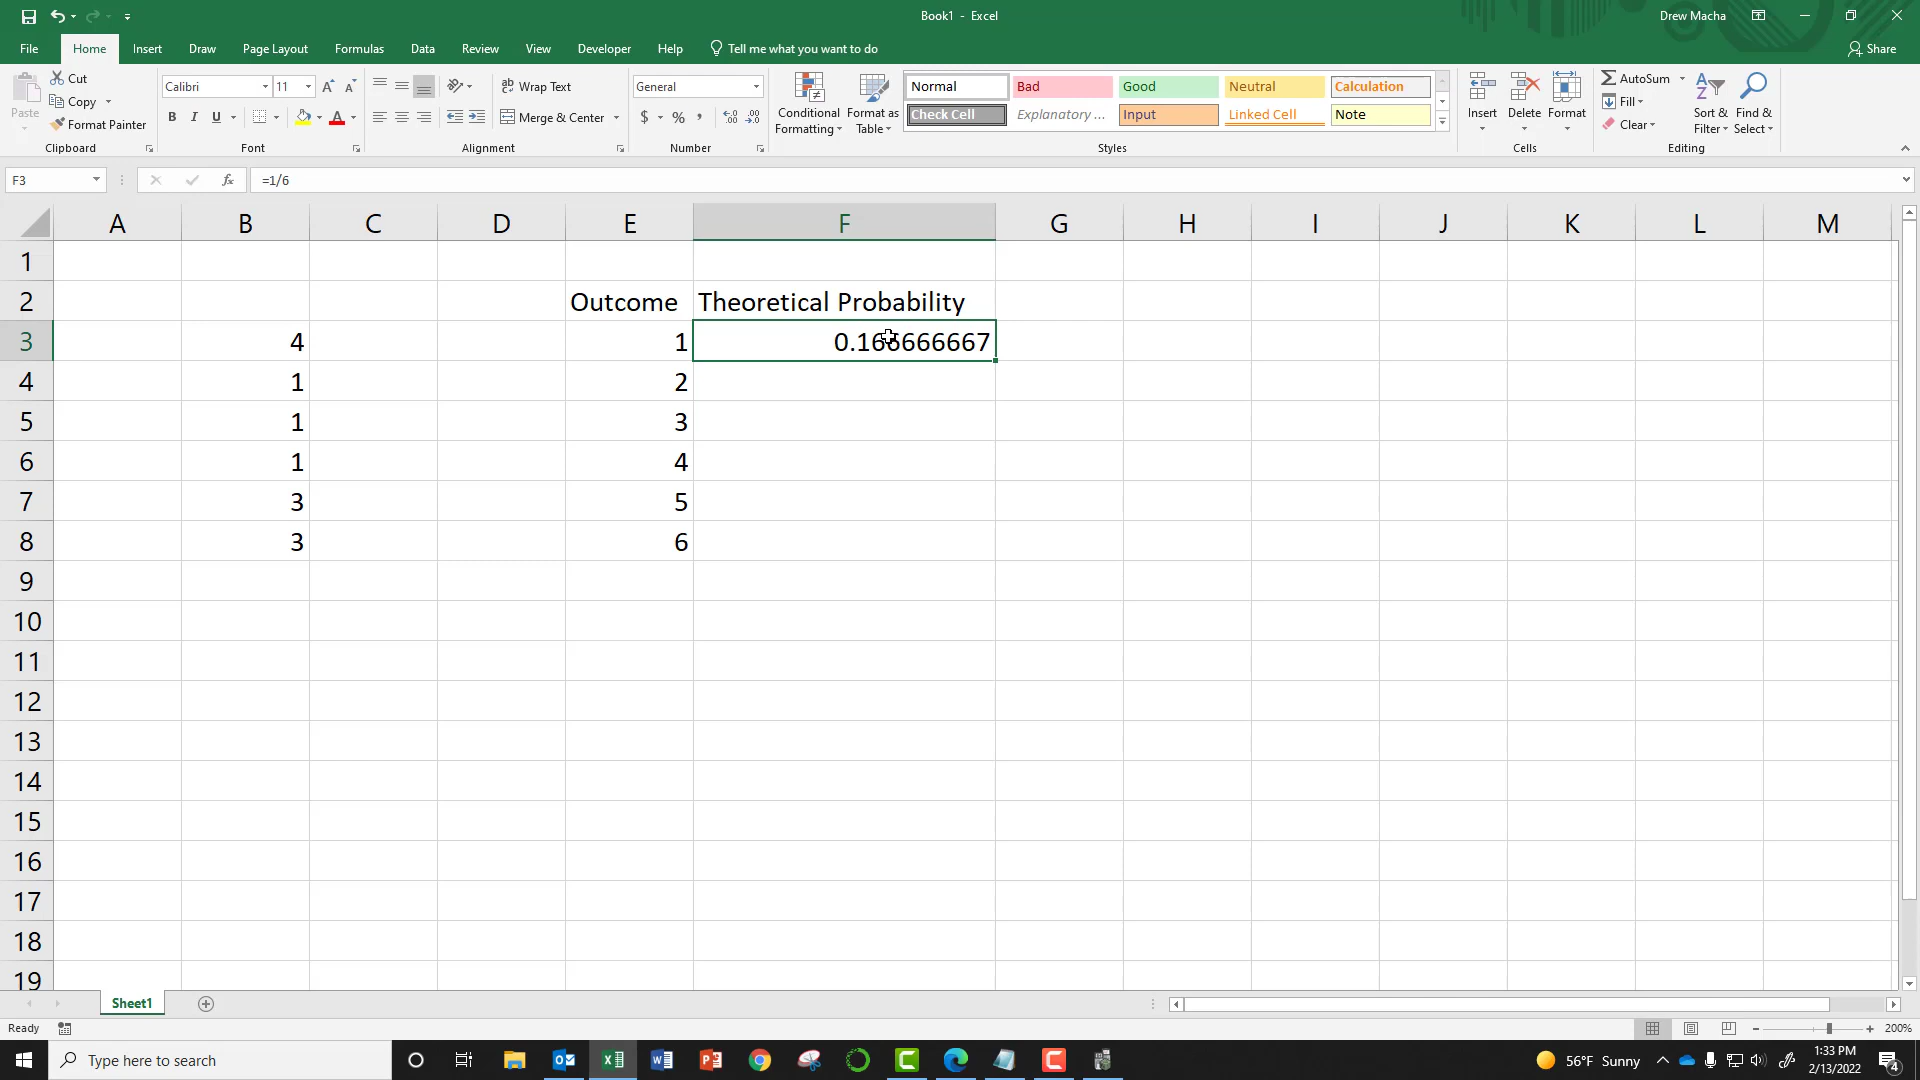 Book1 - Excel
Drew Macha
File Home Insert Draw Page Layout Formulas Data Review View Developer Help Tell me what you want to do Share
Paste
Cut
Copy
Format Painter
Clipboard
Calibri 11
B I U
Font
Wrap Text
Merge & Center
Alignment
General
$ % ,
Number
Conditional Formatting
Format as Table
Normal Bad Good Neutral Calculation
Check Cell Explanatory ... Input Linked Cell Note
Styles
Insert Delete Format
Cells
AutoSum
Fill
Clear
Sort & Filter
Find & Select
Editing
F3 fx =1/6
A B C D E F G H I J K L M
1
2 Outcome Theoretical Probability
3 4 1 0.166666667
4 1 2
5 1 3
6 1 4
7 3 5
8 3 6
9
10
11
12
13
14
15
16
17
18
19
Sheet1
Ready 200%
Type here to search
56°F Sunny
1:33 PM
2/13/2022
4